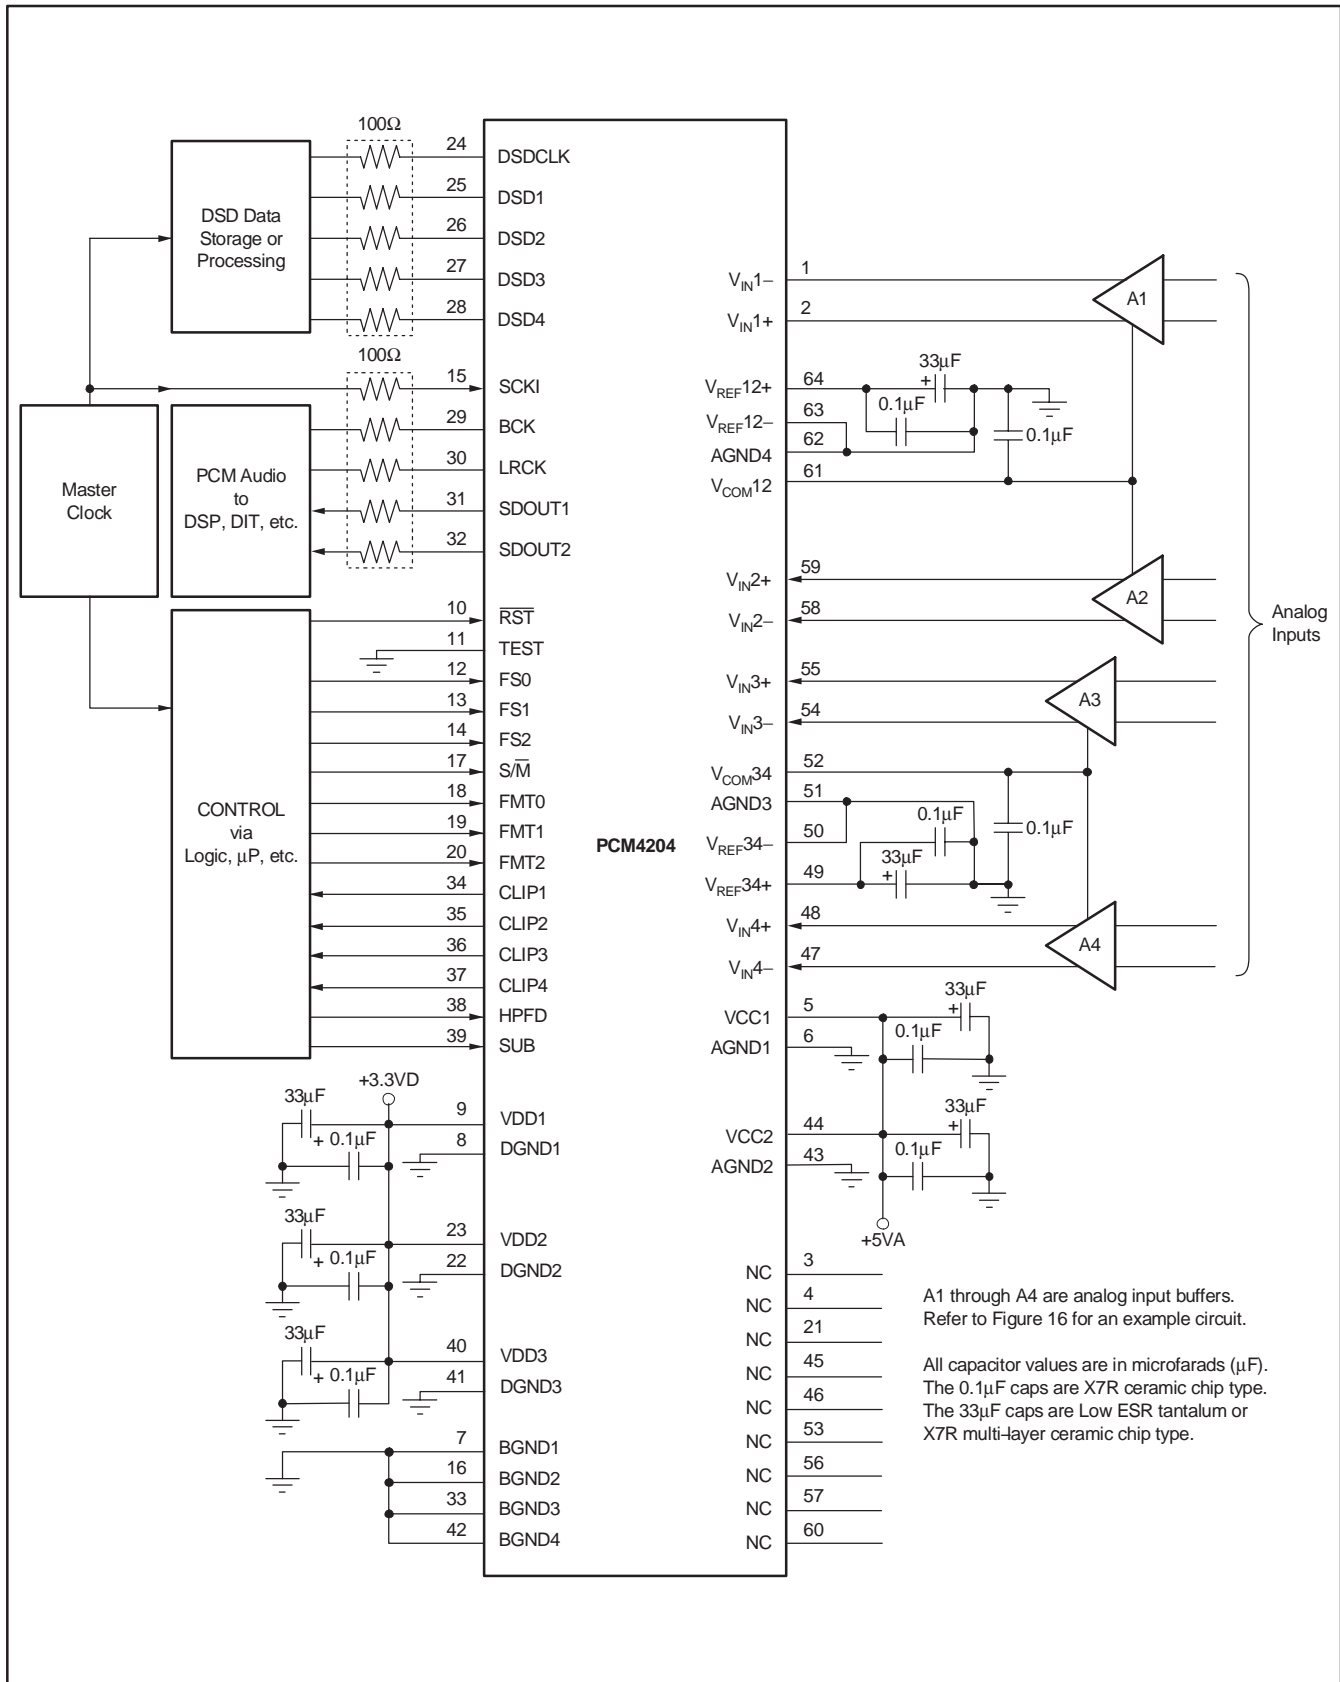 100Ω
24 DSDCLK
25 DSD1
26 DSD2
27 DSD3
28 DSD4
DSD Data
Storage or
Processing
100Ω
15 SCKI
29 BCK
30 LRCK
31 SDOUT1
32 SDOUT2
Master
Clock
PCM Audio
to
DSP, DIT, etc.
10 R̅S̅T̅
11 TEST
12 FS0
13 FS1
14 FS2
17 S/M̅
18 FMT0
19 FMT1
20 FMT2
34 CLIP1
35 CLIP2
36 CLIP3
37 CLIP4
38 HPFD
39 SUB
CONTROL
via
Logic, μP, etc.
+3.3VD
33μF
+ 0.1μF
9 VDD1
8 DGND1
33μF
+ 0.1μF
23 VDD2
22 DGND2
33μF
+ 0.1μF
40 VDD3
41 DGND3
7 BGND1
16 BGND2
33 BGND3
42 BGND4
PCM4204
VIN1− 1
VIN1+ 2
A1
VREF12+ 64
33μF
+
0.1μF
VREF12− 63
AGND4 62
0.1μF
VCOM12 61
VIN2+ 59
VIN2− 58
A2
Analog
Inputs
VIN3+ 55
VIN3− 54
A3
VCOM34 52
AGND3 51
0.1μF
0.1μF
VREF34− 50
33μF
+
VREF34+ 49
VIN4+ 48
VIN4− 47
A4
VCC1 5
33μF
+
0.1μF
AGND1 6
VCC2 44
33μF
+
0.1μF
AGND2 43
+5VA
NC 3
NC 4
NC 21
NC 45
NC 46
NC 53
NC 56
NC 57
NC 60
A1 through A4 are analog input buffers.
Refer to Figure 16 for an example circuit.
All capacitor values are in microfarads (μF).
The 0.1μF caps are X7R ceramic chip type.
The 33μF caps are Low ESR tantalum or
X7R multi-layer ceramic chip type.